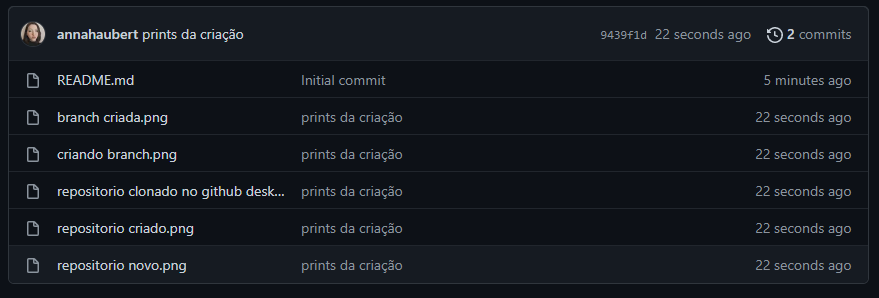 annahaubert prints da criação 9439f1d 22 seconds ago 2 commits
README.md Initial commit 5 minutes ago
branch criada.png prints da criação 22 seconds ago
criando branch.png prints da criação 22 seconds ago
repositorio clonado no github desk... prints da criação 22 seconds ago
repositorio criado.png prints da criação 22 seconds ago
repositorio novo.png prints da criação 22 seconds ago